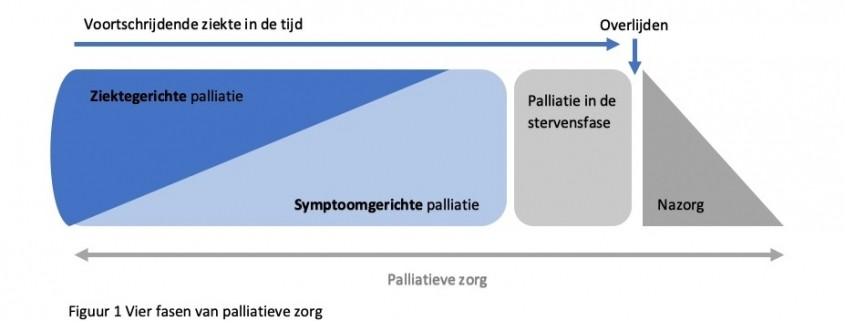 Voortschrijdende ziekte in de tijd
Overlijden
Ziektegerichte palliatie
Palliatie in de
stervensfase
Symptoomgerichte palliatie
Nazorg
Palliatieve zorg
Figuur 1 Vier fasen van palliatieve zorg